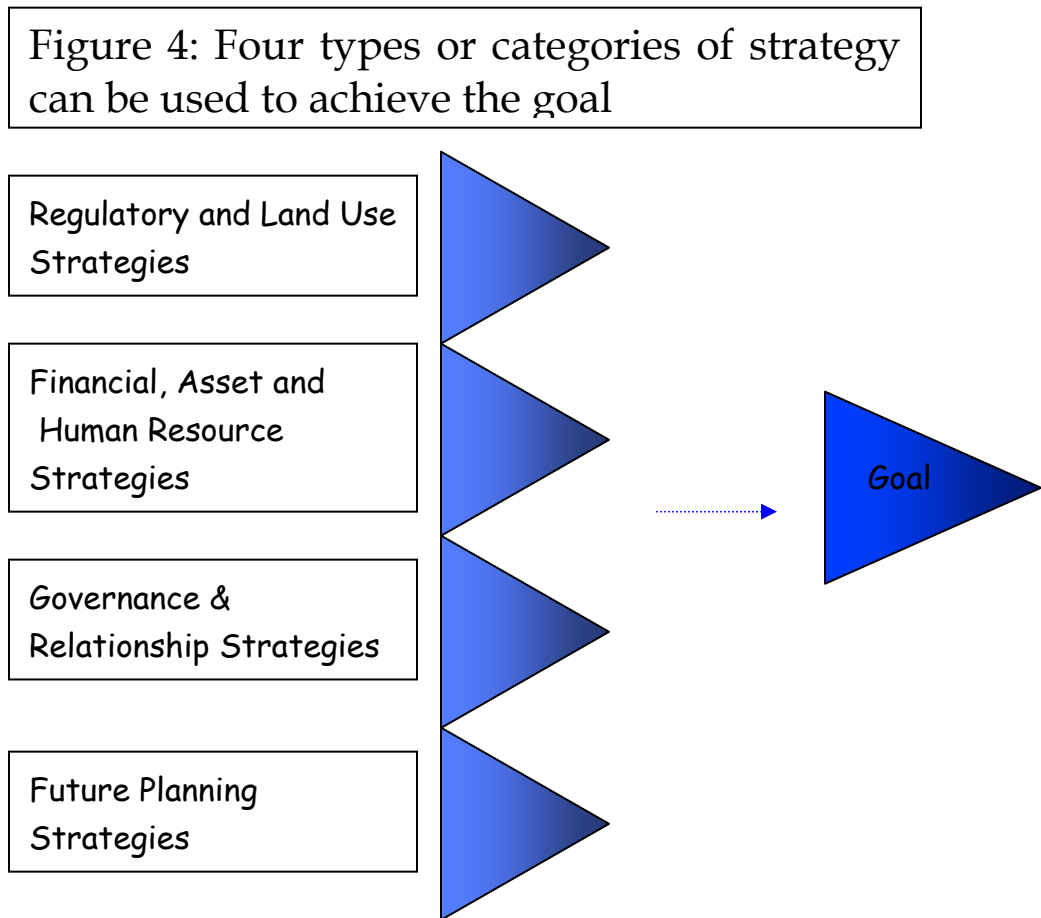 Figure 4: Four types or categories of strategy
can be used to achieve the goal
Regulatory and Land Use
Strategies
Financial, Asset and
Human Resource
Strategies
Goal
Governance &
Relationship Strategies
Future Planning
Strategies